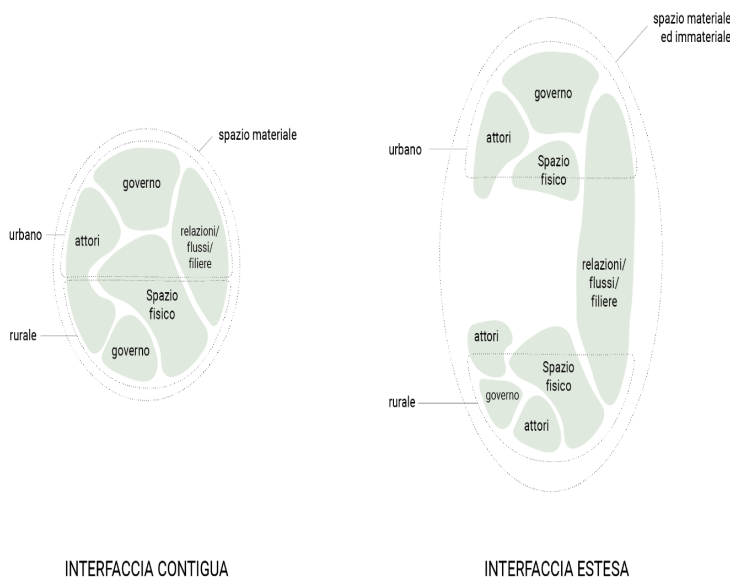 spazio materiale
governo
urbano
attori
relazioni/
flussi/
filiere
Spazio
fisico
rurale
governo
INTERFACCIA CONTIGUA
spazio materiale
ed immateriale
governo
attori
urbano
Spazio
fisico
relazioni/
flussi/
filiere
attori
Spazio
fisico
governo
rurale
attori
INTERFACCIA ESTESA